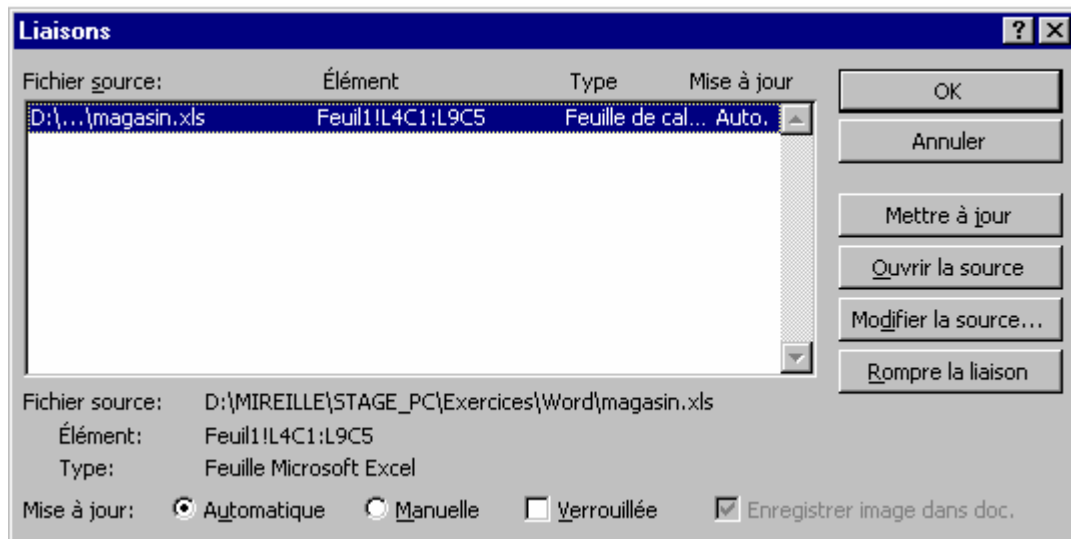 Liaisons
Fichier source: Élément Type Mise à jour
D:\...\magasin.xls Feuil1!L4C1:L9C5 Feuille de cal... Auto.
OK
Annuler
Mettre à jour
Ouvrir la source
Modifier la source...
Rompre la liaison
Fichier source: D:\MIREILLE\STAGE_PC\Exercices\Word\magasin.xls
Élément: Feuil1!L4C1:L9C5
Type: Feuille Microsoft Excel
Mise à jour: Automatique Manuelle Verrouillée Enregistrer image dans doc.